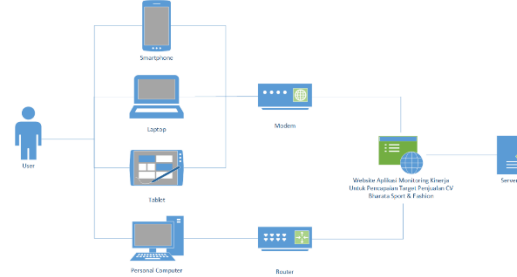 Smartphone
Laptop
Modem
User
Tablet
Website Aplikasi Monitoring Kinerja
Untuk Pencapaian Target Penjualan CV
Bharata Sport & Fashion
Server
Personal Computer
Router